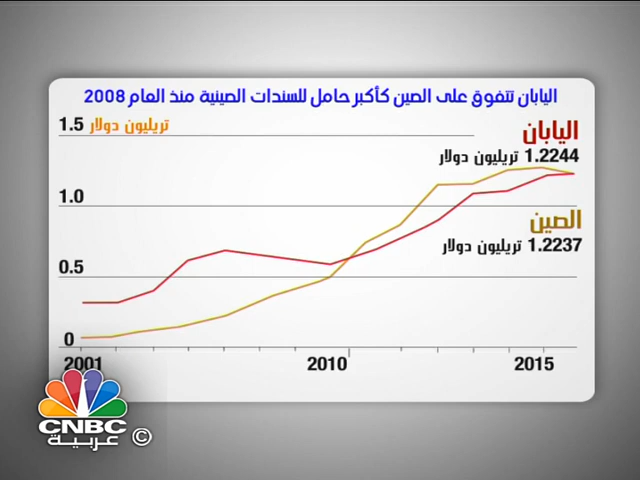 اليابان تتفوق على الصين كأكبر حامل للسندات الصينية منذ العام 2008
1.5 تريليون دولار
اليابان
1.2244 تريليون دولار
1.0
الصين
1.2237 تريليون دولار
0.5
0
2001 2010 2015
CNBC
عربية ©